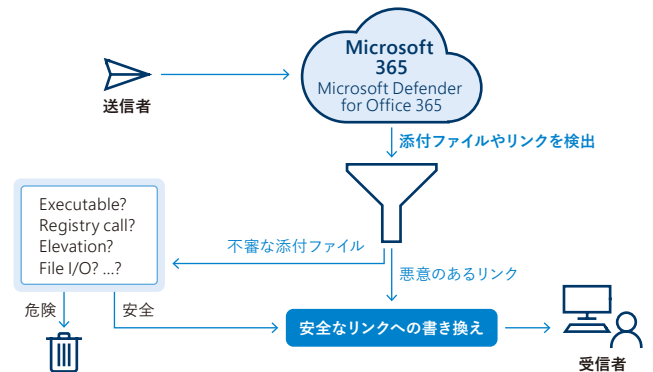 Microsoft
365
Microsoft Defender
for Office 365
送信者
添付ファイルやリンクを検出
Executable?
Registry call?
Elevation?
File I/O? ...?
不審な添付ファイル
悪意のあるリンク
危険
安全
安全なリンクへの書き換え
受信者